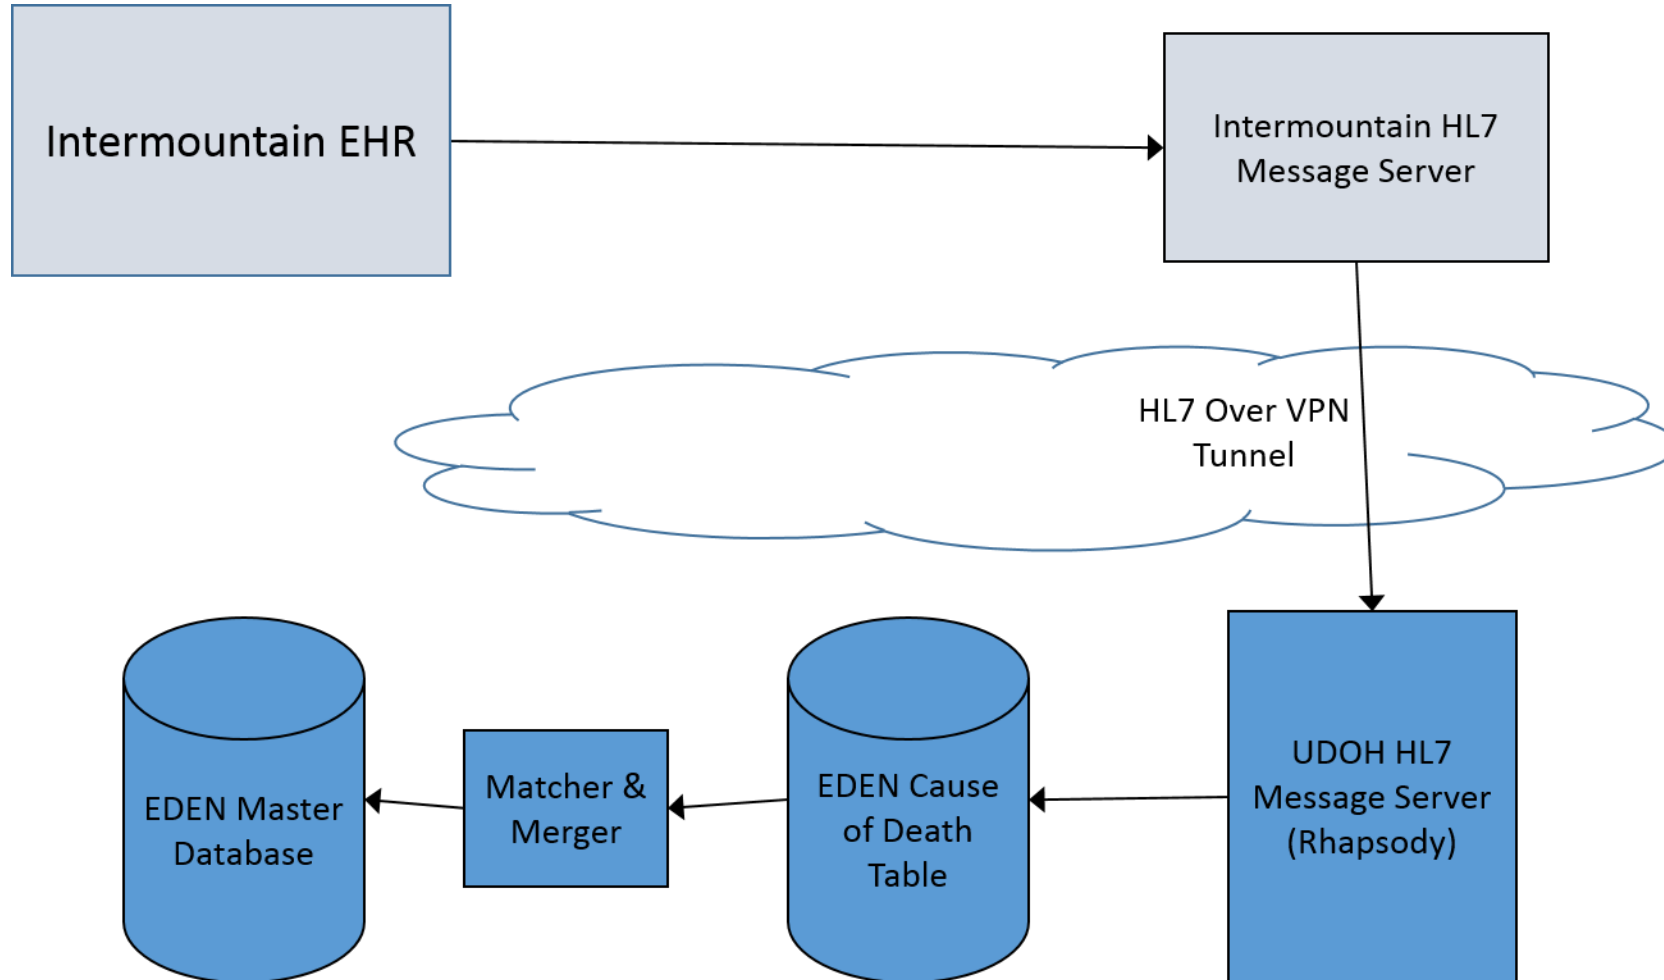 Intermountain EHR
Intermountain HL7
Message Server
HL7 Over VPN
Tunnel
EDEN Master
Database
Matcher &
Merger
EDEN Cause
of Death
Table
UDOH HL7
Message Server
(Rhapsody)